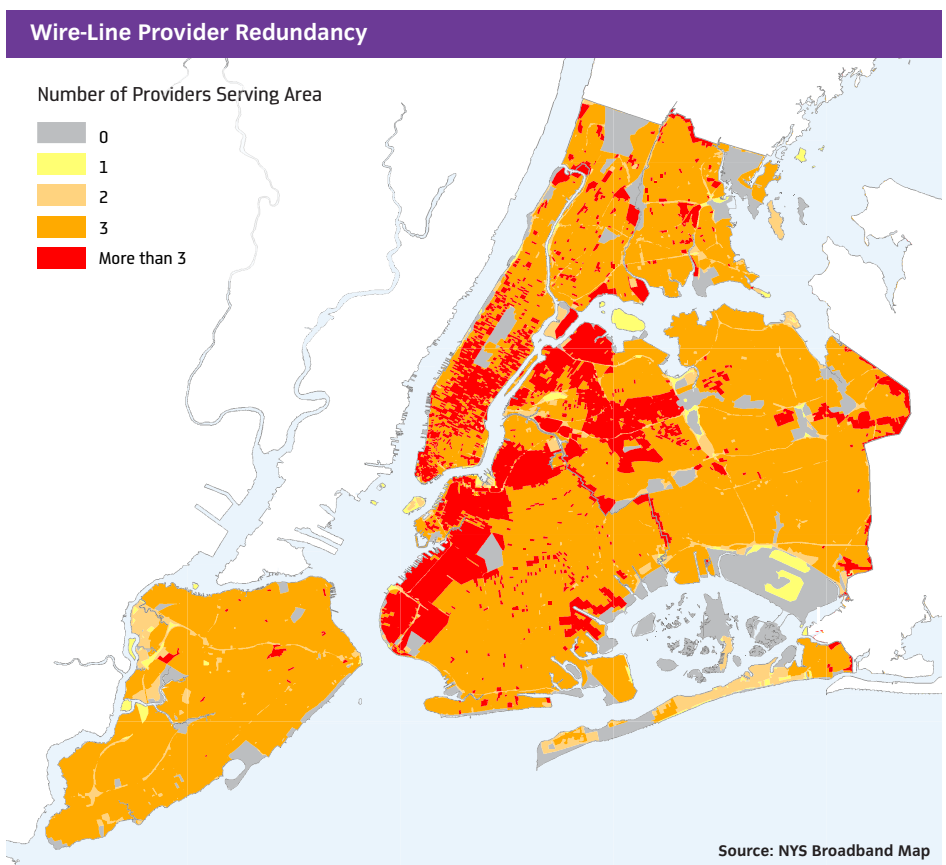 Wire-Line Provider Redundancy
Number of Providers Serving Area
0
1
2
3
More than 3
Source: NYS Broadband Map